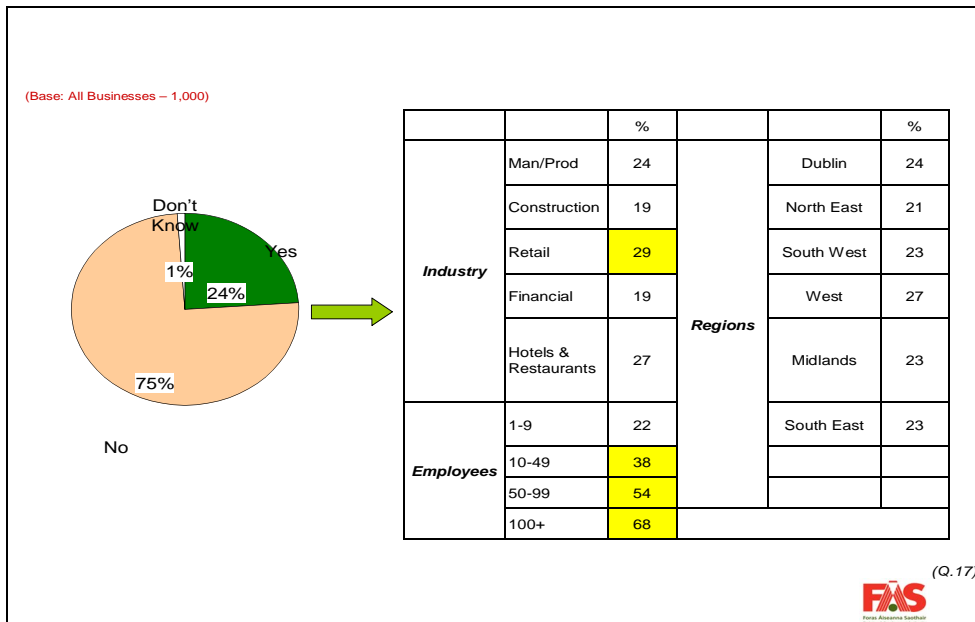 (Base: All Businesses – 1,000)
Don't
Know
Yes
1%
24%
75%
No
% %
Industry
Man/Prod 24
Construction 19
Retail 29
Financial 19
Hotels &
Restaurants 27
Employees
1-9 22
10-49 38
50-99 54
100+ 68
Regions
Dublin 24
North East 21
South West 23
West 27
Midlands 23
South East 23
(Q.17)
FÁS
Foras Áiseanna Saothair